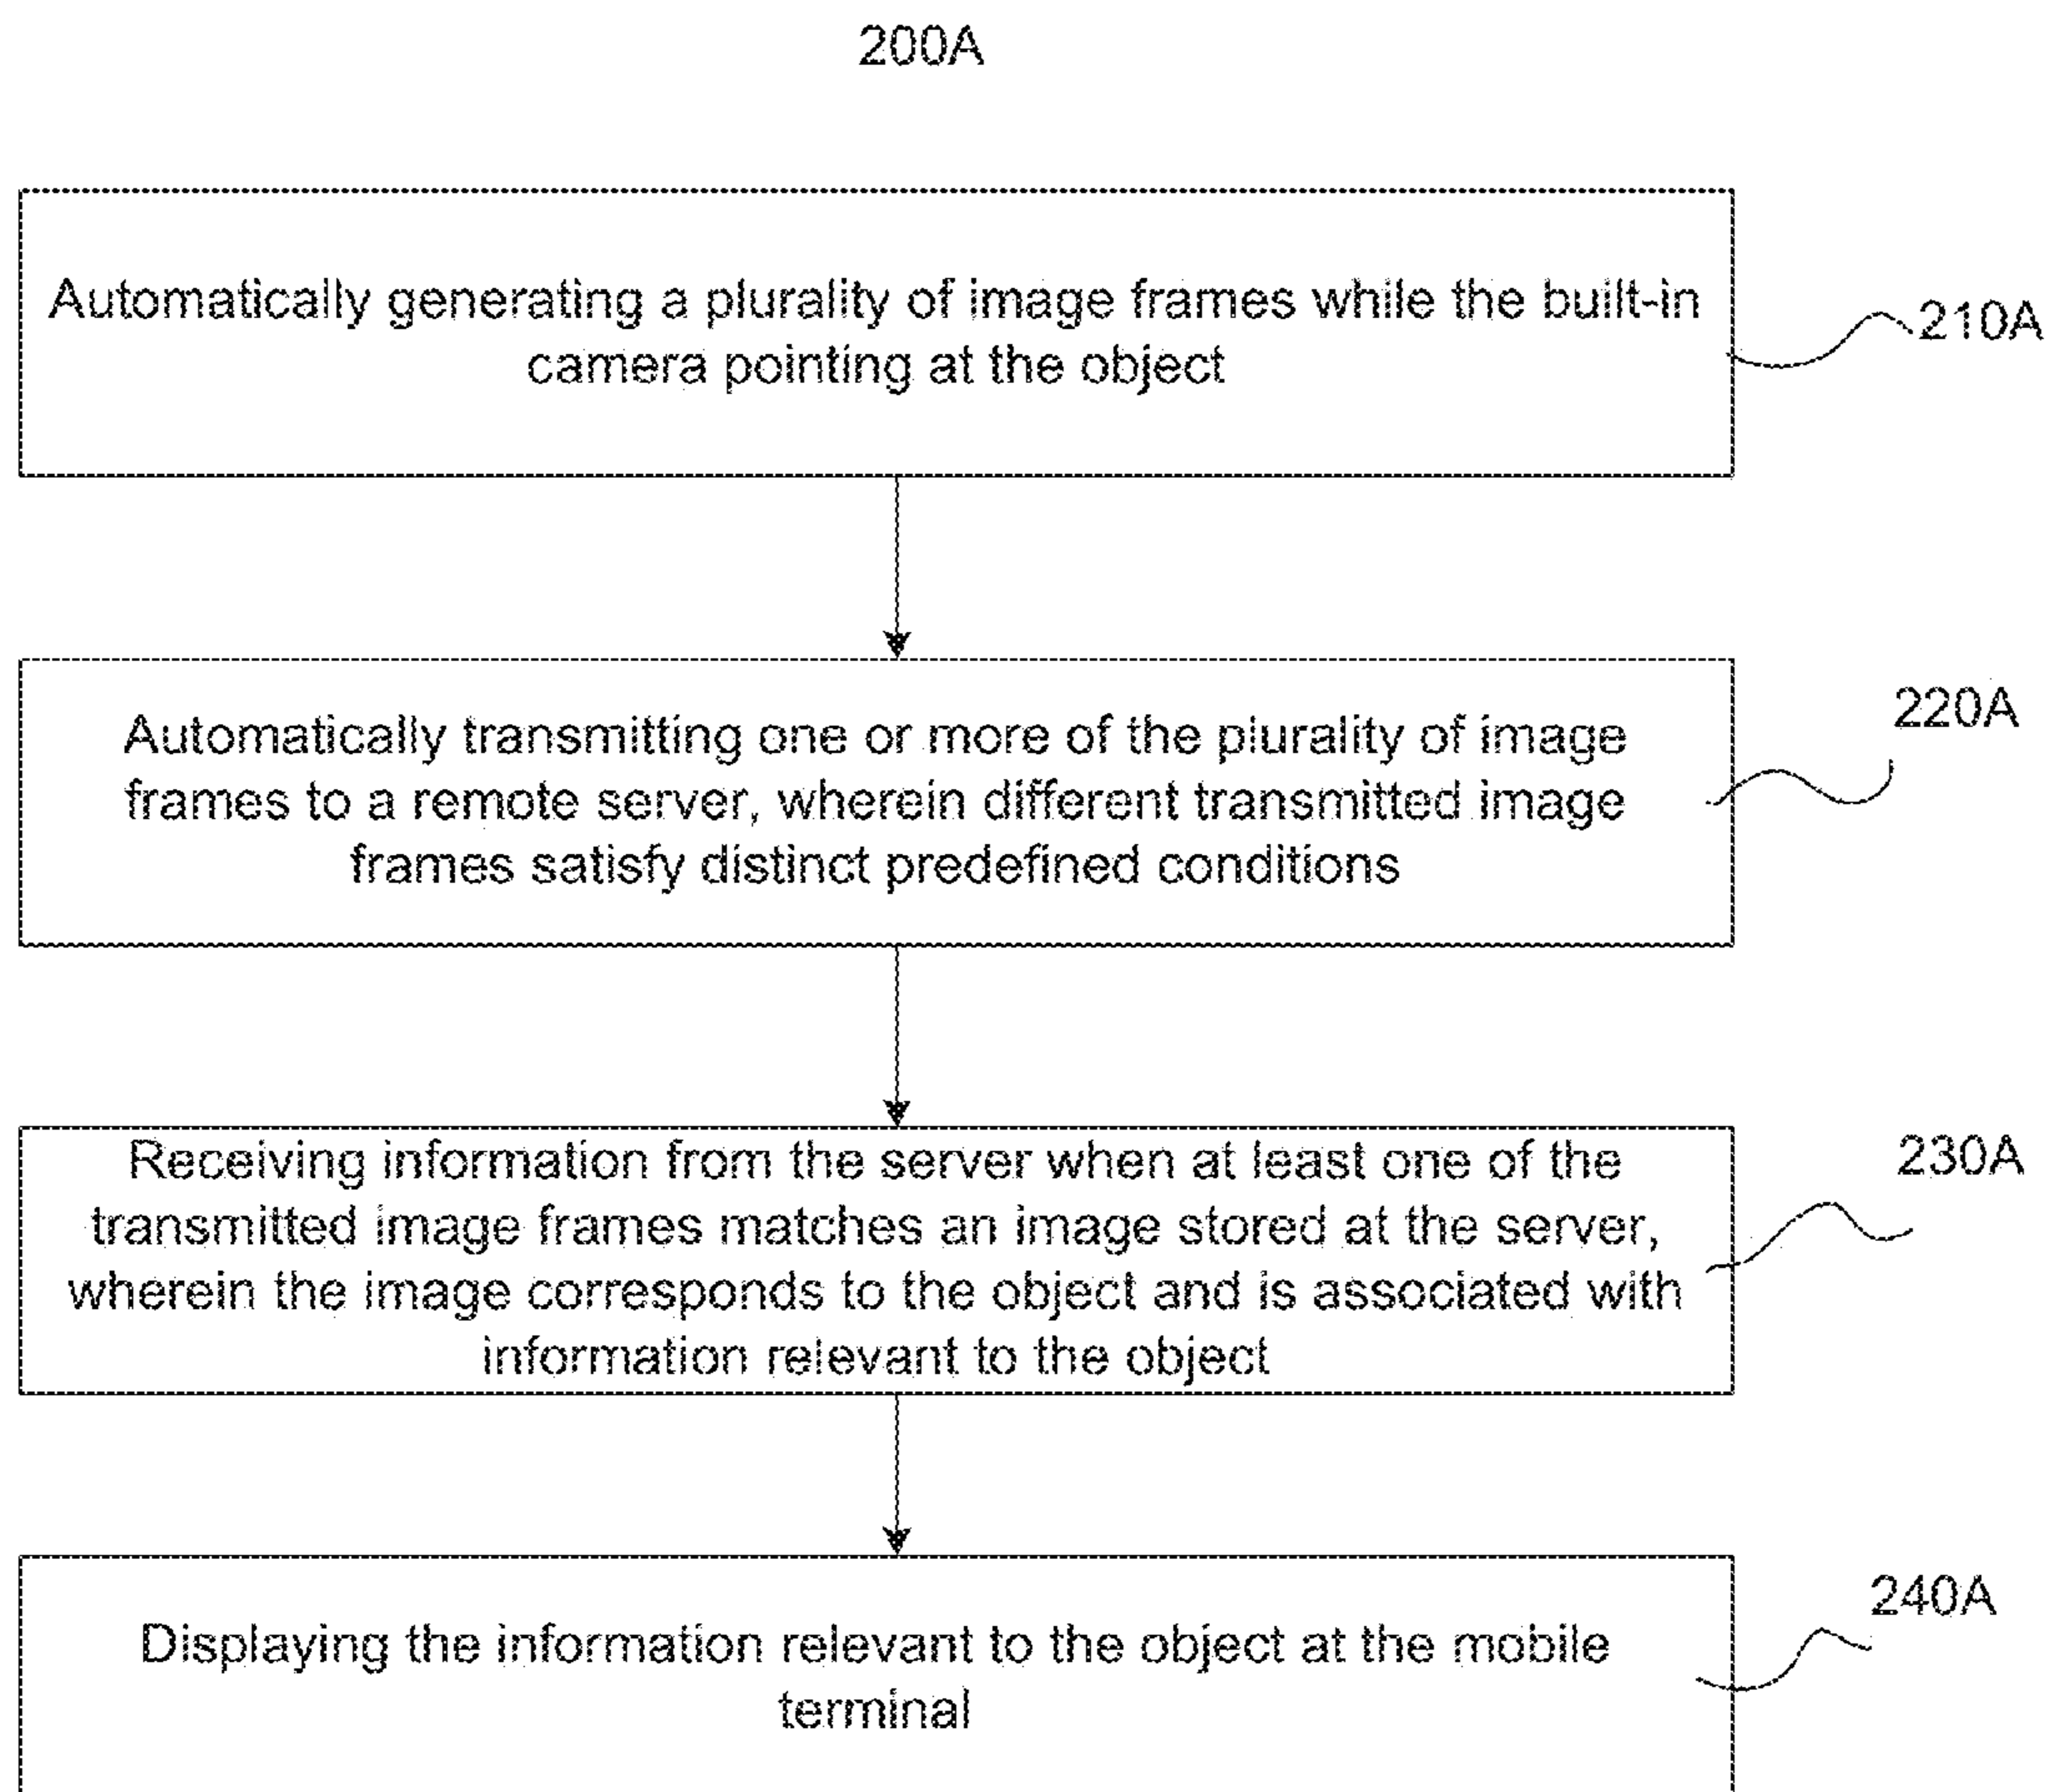 200A
Automatically generating a plurality of image frames while the built-in
camera pointing at the object
210A
Automatically transmitting one or more of the plurality of image
frames to a remote server, wherein different transmitted image
frames satisfy distinct predefined conditions
220A
Receiving information from the server when at least one of the
transmitted image frames matches an image stored at the server,
wherein the image corresponds to the object and is associated with
information relevant to the object
230A
Displaying the information relevant to the object at the mobile
terminal
240A